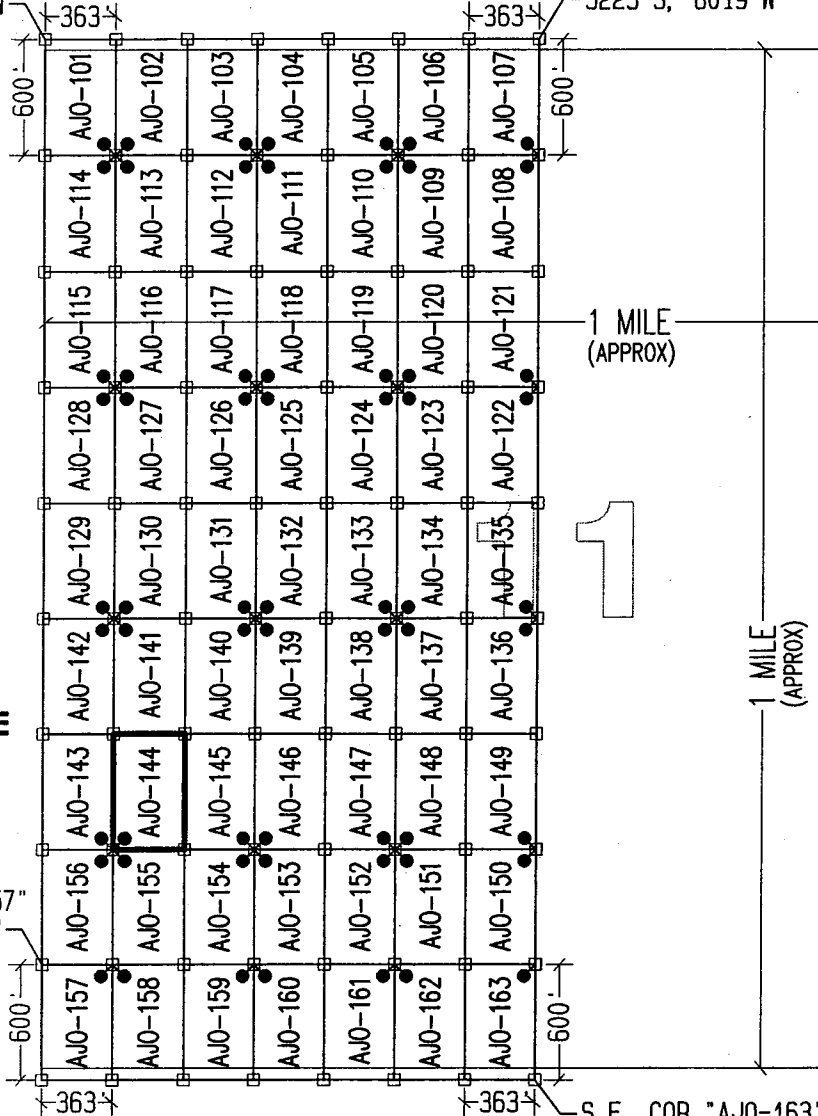 363'
363'
5223'S, 6019'W
600'
600'
AJO-101
AJO-102
AJO-103
AJO-104
AJO-105
AJO-106
AJO-107
AJO-114
AJO-113
AJO-112
AJO-111
AJO-110
AJO-109
AJO-108
AJO-115
AJO-116
AJO-117
AJO-118
AJO-119
AJO-120
AJO-121
1 MILE
(APPROX)
AJO-128
AJO-127
AJO-126
AJO-125
AJO-124
AJO-123
AJO-122
AJO-129
AJO-130
AJO-131
AJO-132
AJO-133
AJO-134
AJO-135
1 1
AJO-142
AJO-141
AJO-140
AJO-139
AJO-138
AJO-137
AJO-136
1 MILE
(APPROX)
AJO-143
AJO-144
AJO-145
AJO-146
AJO-147
AJO-148
AJO-149
AJO-156
AJO-155
AJO-154
AJO-153
AJO-152
AJO-151
AJO-150
57"
600'
600'
AJO-157
AJO-158
AJO-159
AJO-160
AJO-161
AJO-162
AJO-163
363'
363'
S.E. COR "AJO-163"